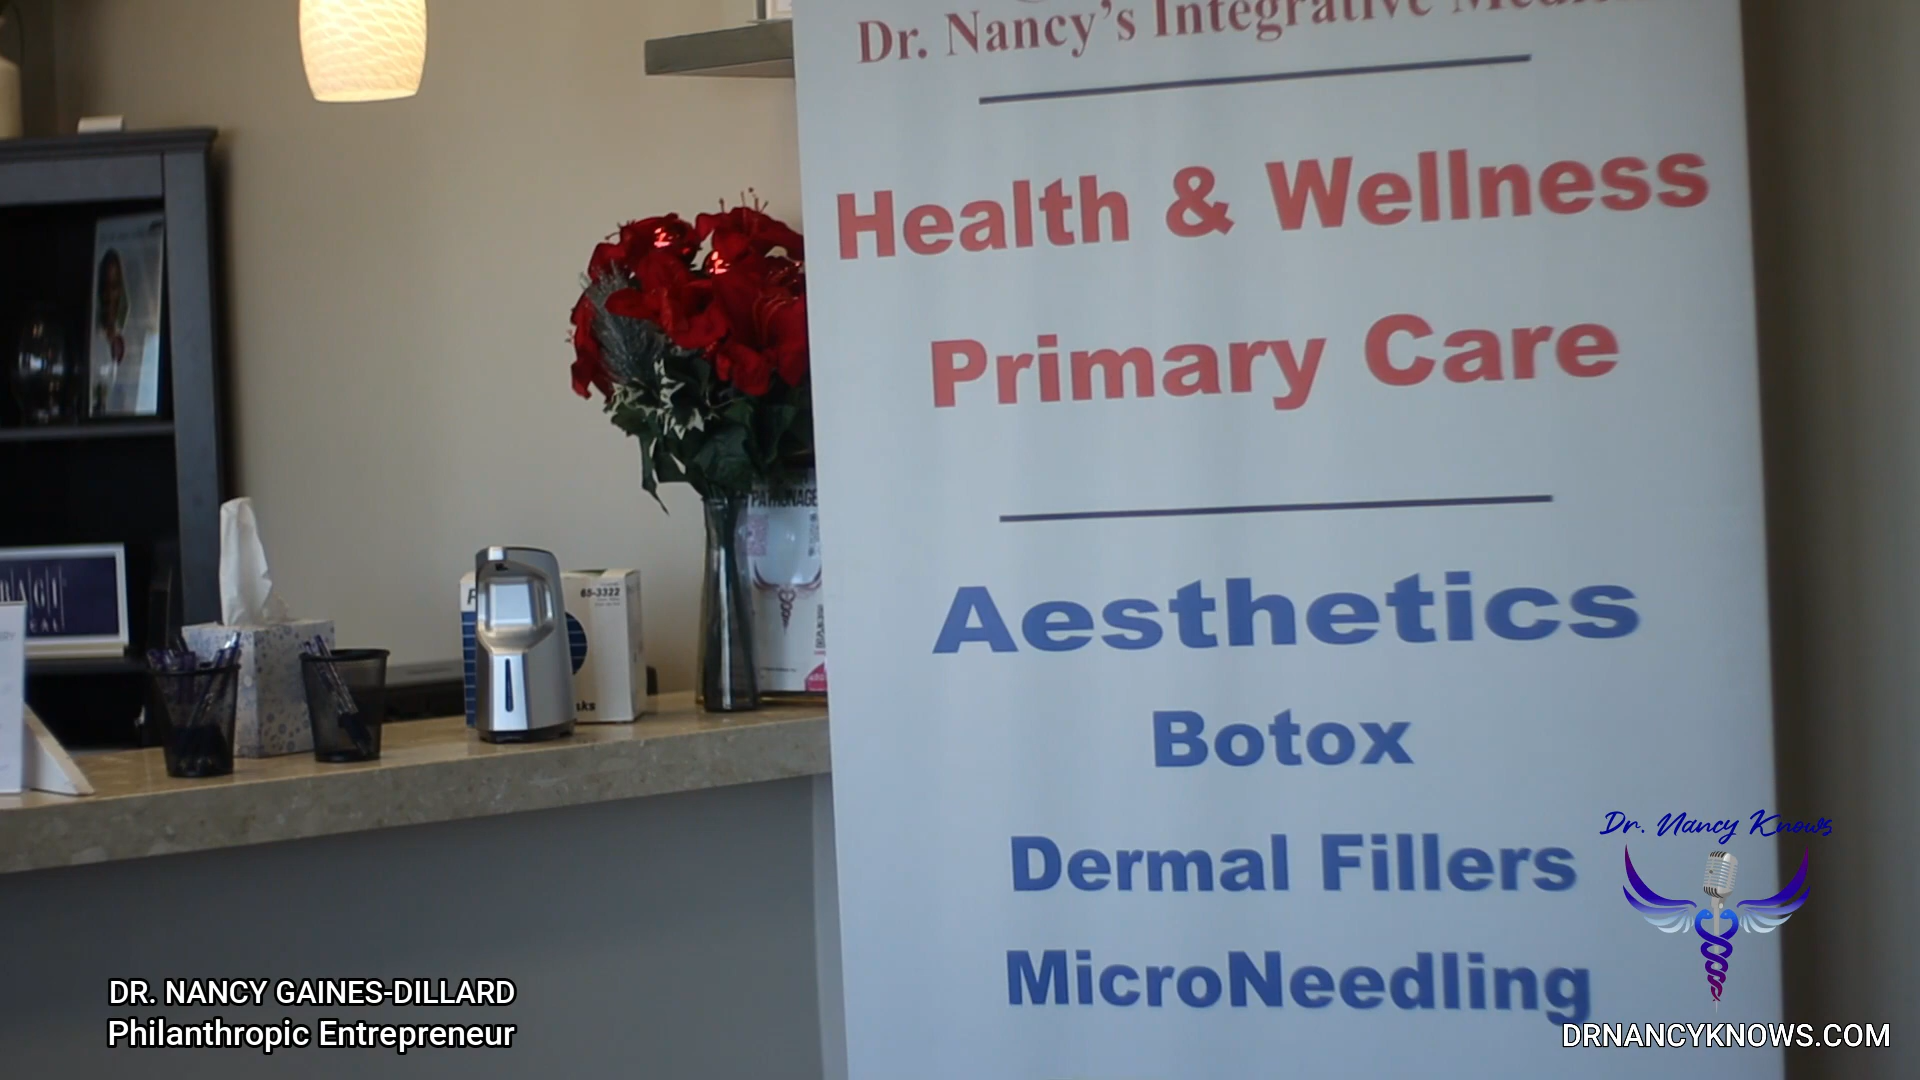 Dr. Nancy's Integrative
Health & Wellness
Primary Care
Aesthetics
Botox
Dermal Fillers
MicroNeedling
65-3322
PATRONAGE
Dr. Nancy Knows
DRNANCYKNOWS.COM
DR. NANCY GAINES-DILLARD
Philanthropic Entrepreneur